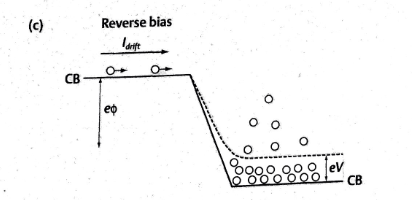 (c) Reverse bias
I_drift
CB
eφ
eV
CB